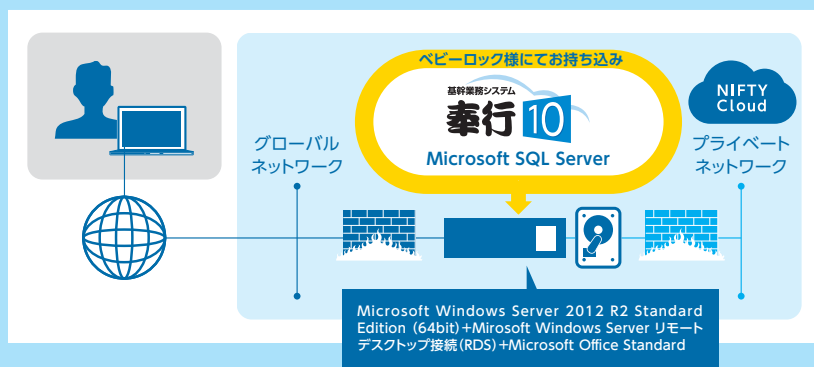 ベビーロック様にてお持ち込み
基幹業務システム
奉行10
Microsoft SQL Server
NIFTY
Cloud
グローバル
ネットワーク
プライベート
ネットワーク
Microsoft Windows Server 2012 R2 Standard
Edition (64bit)+Mirosoft Windows Server リモート
デスクトップ接続(RDS)+Microsoft Office Standard